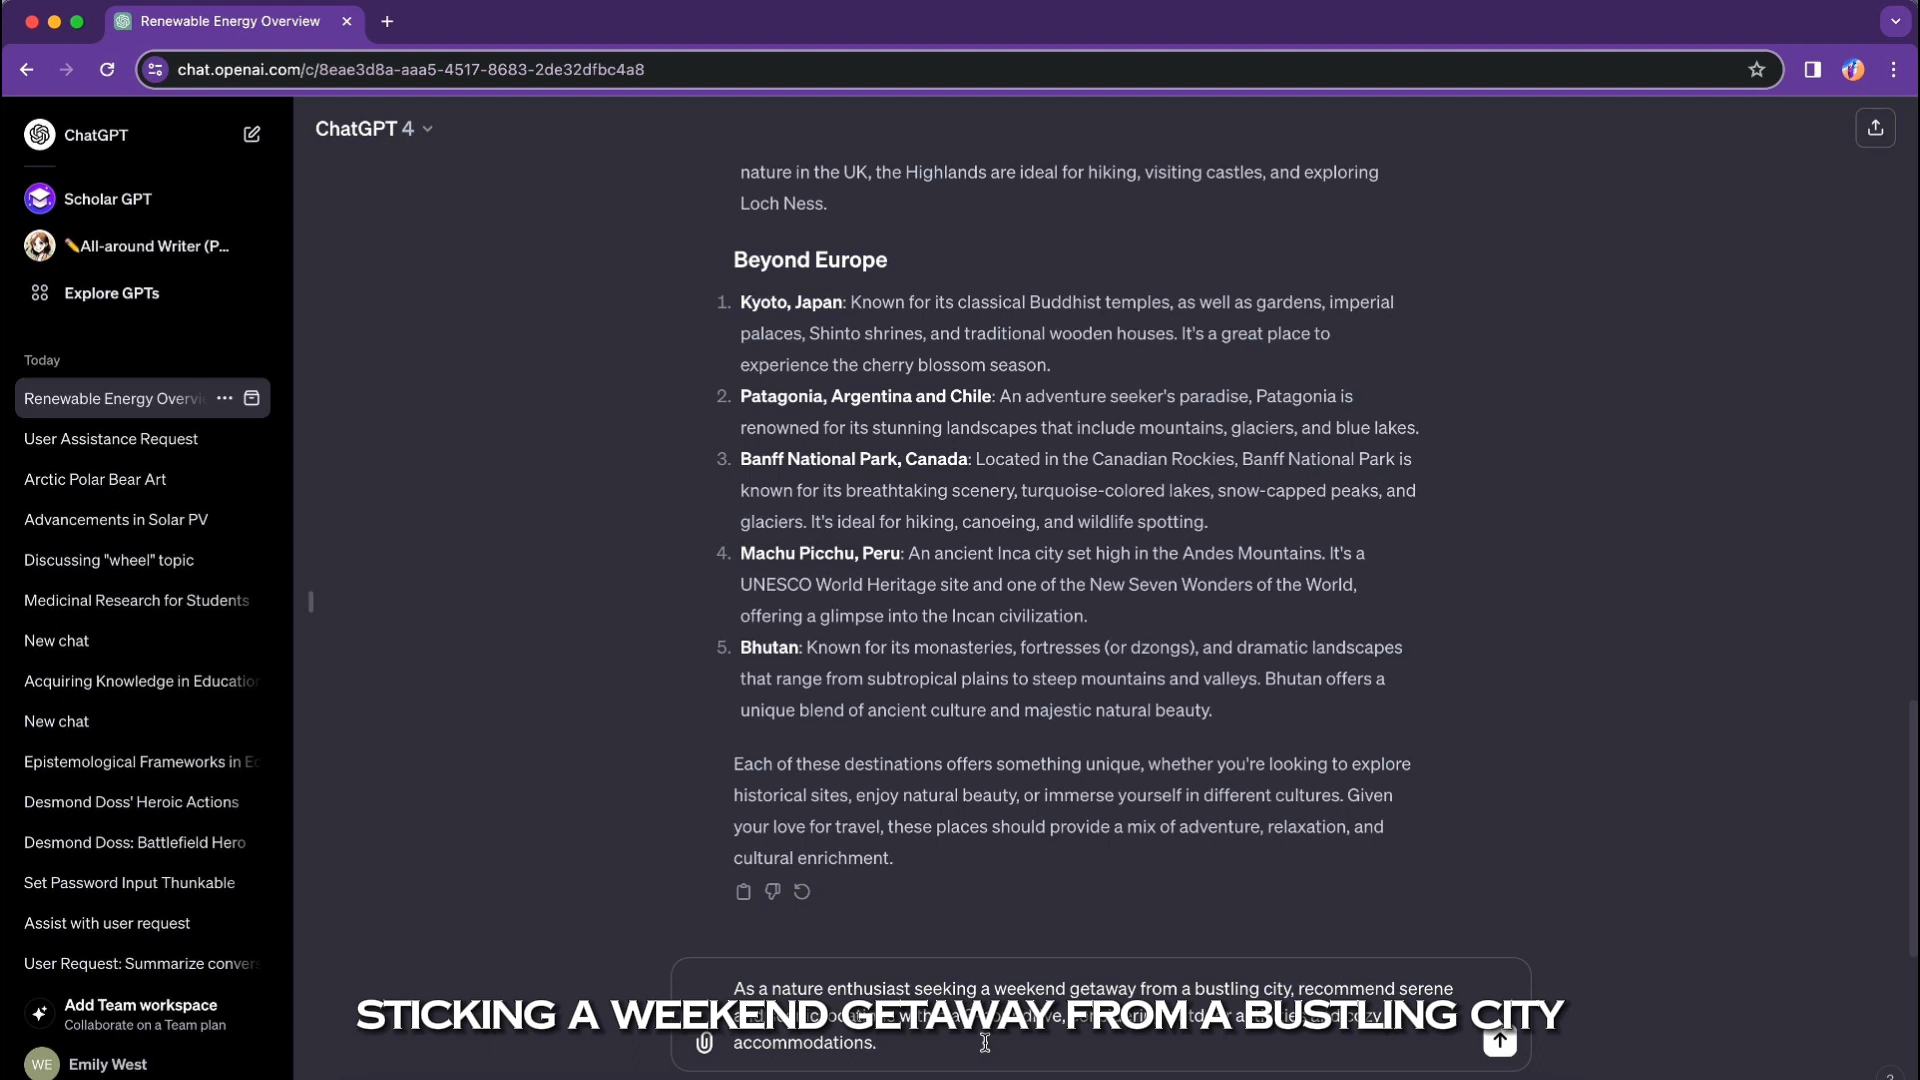 Renewable Energy Overview
chat.openai.com/c/8eae3d8a-aaa5-4517-8683-2de32dfbc4a8
ChatGPT
Scholar GPT
All-around Writer (P...
Explore GPTs
Today
Renewable Energy Overvi
User Assistance Request
Arctic Polar Bear Art
Advancements in Solar PV
Discussing "wheel" topic
Medicinal Research for Students
New chat
Acquiring Knowledge in Education
New chat
Epistemological Frameworks in Ed
Desmond Doss' Heroic Actions
Desmond Doss: Battlefield Hero
Set Password Input Thunkable
Assist with user request
User Request: Summarize convers
Add Team workspace
Collaborate on a Team plan
WE
Emily West
ChatGPT 4
nature in the UK, the Highlands are ideal for hiking, visiting castles, and exploring
Loch Ness.
Beyond Europe
1. Kyoto, Japan: Known for its classical Buddhist temples, as well as gardens, imperial
palaces, Shinto shrines, and traditional wooden houses. It's a great place to
experience the cherry blossom season.
2. Patagonia, Argentina and Chile: An adventure seeker's paradise, Patagonia is
renowned for its stunning landscapes that include mountains, glaciers, and blue lakes.
3. Banff National Park, Canada: Located in the Canadian Rockies, Banff National Park is
known for its breathtaking scenery, turquoise-colored lakes, snow-capped peaks, and
glaciers. It's ideal for hiking, canoeing, and wildlife spotting.
4. Machu Picchu, Peru: An ancient Inca city set high in the Andes Mountains. It's a
UNESCO World Heritage site and one of the New Seven Wonders of the World,
offering a glimpse into the Incan civilization.
5. Bhutan: Known for its monasteries, fortresses (or dzongs), and dramatic landscapes
that range from subtropical plains to steep mountains and valleys. Bhutan offers a
unique blend of ancient culture and majestic natural beauty.
Each of these destinations offers something unique, whether you're looking to explore
historical sites, enjoy natural beauty, or immerse yourself in different cultures. Given
your love for travel, these places should provide a mix of adventure, relaxation, and
cultural enrichment.
As a nature enthusiast seeking a weekend getaway from a bustling city, recommend serene
STICKING A WEEKEND GETAWAY FROM A BUSTLING CITY
accommodations.